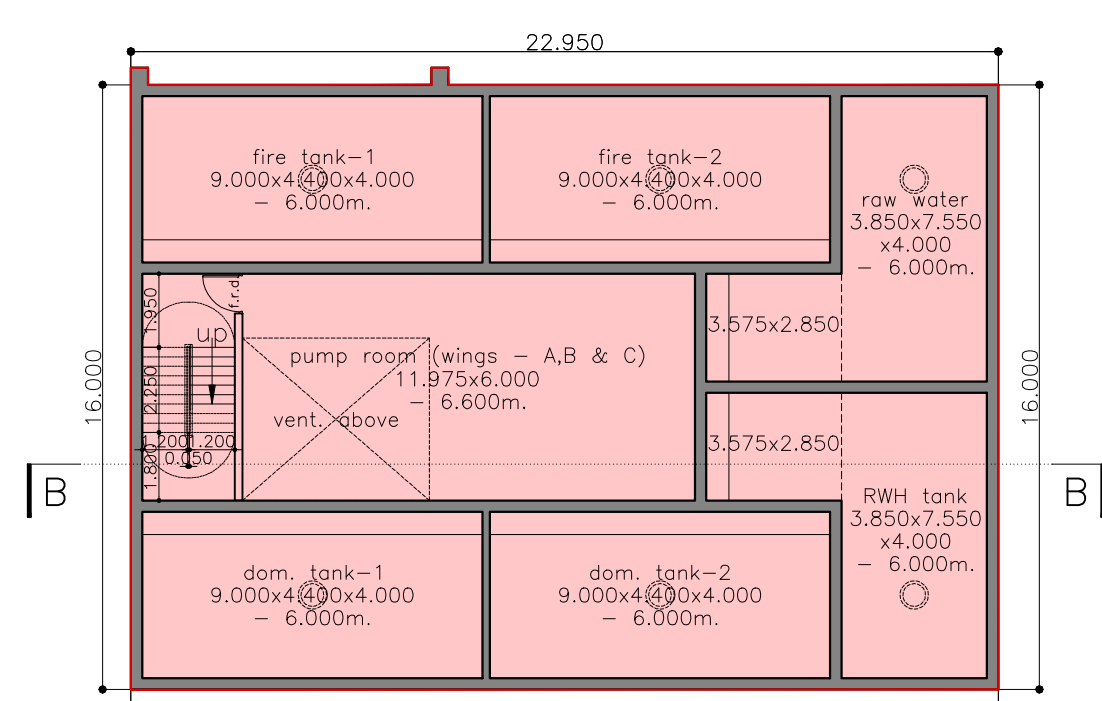 22.950
fire tank-1
9.000x4.400x4.000
- 6.000m.
fire tank-2
9.000x4.400x4.000
- 6.000m.
raw water
3.850x7.550
x4.000
- 6.000m.
1.950
f.r.d.
up
3.575x2.850
16.000
2.250
pump room (wings - A,B & C)
11.975x6.000
- 6.600m.
vent. above
16.000
1.200
1.200
0.050
1.800
3.575x2.850
B
B
RWH tank
3.850x7.550
x4.000
- 6.000m.
dom. tank-1
9.000x4.400x4.000
- 6.000m.
dom. tank-2
9.000x4.400x4.000
- 6.000m.